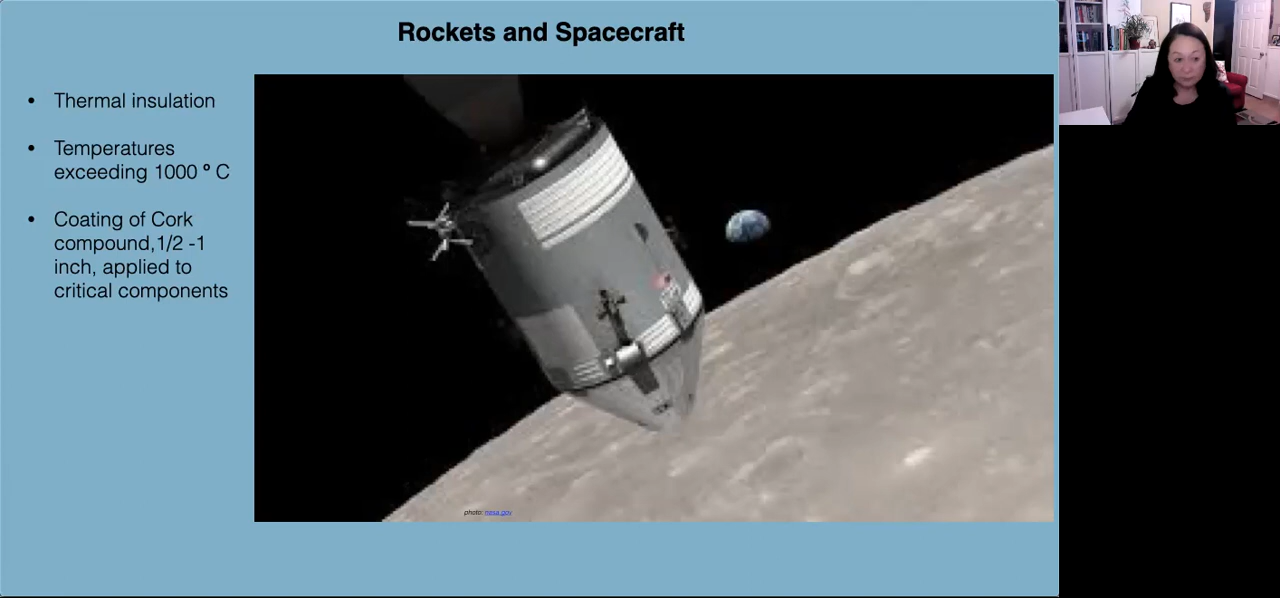 Rockets and Spacecraft
• Thermal insulation
• Temperatures
exceeding 1000 º C
• Coating of Cork
compound,1/2 -1
inch, applied to
critical components
photo: nasa.gov